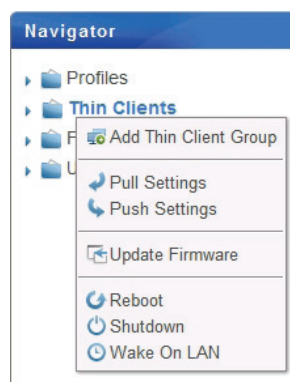 Navigator
Profiles
Thin Clients
F
Add Thin Client Group
U
Pull Settings
Push Settings
Update Firmware
Reboot
Shutdown
Wake On LAN